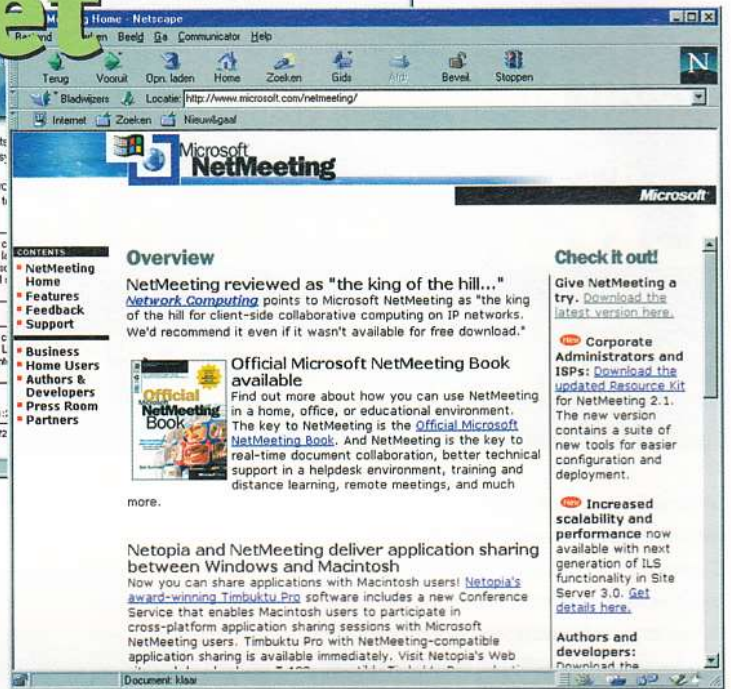 et
ng Home - Netscape
en Beeld Ga Communicator Help
Terug Vooruit Opn. laden Home Zoeken Gids Afdr. Beveil. Stoppen
N
Bladwijzers Locatie: http://www.microsoft.com/netmeeting/
Internet Zoeken Nieuw&gaaf
Microsoft
NetMeeting
Microsoft
CONTENTS
NetMeeting
Home
Features
Feedback
Support
Business
Home Users
Authors &
Developers
Press Room
Partners
Overview
NetMeeting reviewed as "the king of the hill..."
Network Computing points to Microsoft NetMeeting as "the king
of the hill for client-side collaborative computing on IP networks.
We'd recommend it even if it wasn't available for free download."
Official
Microsoft
NetMeeting
Book
Official Microsoft NetMeeting Book
available
Find out more about how you can use NetMeeting
in a home, office, or educational environment.
The key to NetMeeting is the Official Microsoft
NetMeeting Book. And NetMeeting is the key to
real-time document collaboration, better technical
support in a helpdesk environment, training and
distance learning, remote meetings, and much
more.
Netopia and NetMeeting deliver application sharing
between Windows and Macintosh
Now you can share applications with Macintosh users! Netopia's
award-winning Timbuktu Pro software includes a new Conference
Service that enables Macintosh users to participate in
cross-platform application sharing sessions with Microsoft
NetMeeting users. Timbuktu Pro with NetMeeting-compatible
application sharing is available immediately. Visit Netopia's Web
Check it out!
Give NetMeeting a
try. Download the
latest version here.
New Corporate
Administrators and
ISPs: Download the
updated Resource Kit
for NetMeeting 2.1.
The new version
contains a suite of
new tools for easier
configuration and
deployment.
New Increased
scalability and
performance now
available with next
generation of ILS
functionality in Site
Server 3.0. Get
details here.
Authors and
developers:
Download the
Document: klaar